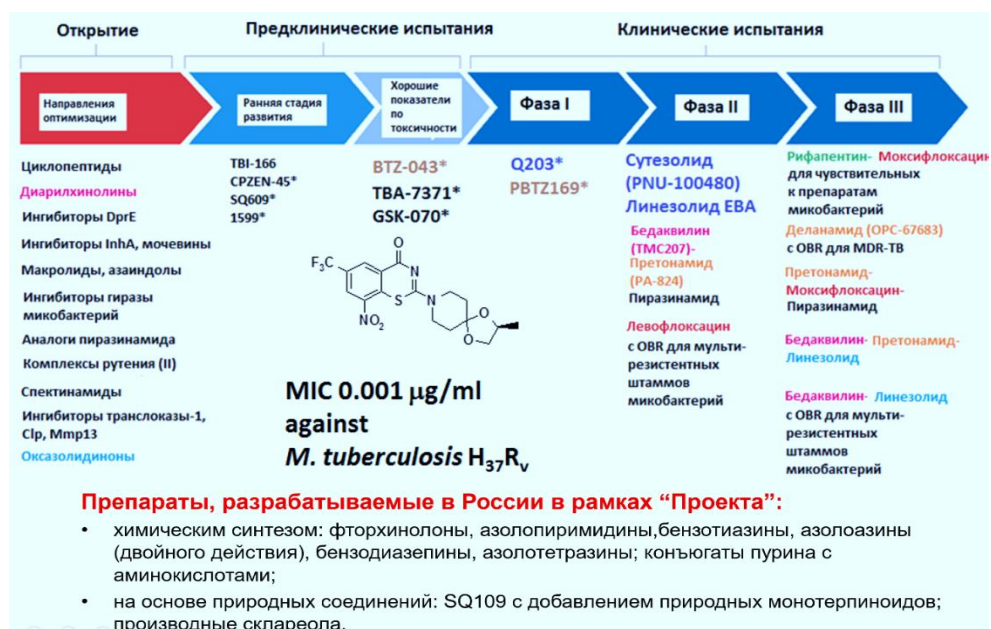 Открытие
Предклинические испытания
Клинические испытания
Направления
оптимизации
Ранняя стадия
развития
Хорошие
показатели
по
токсичности
Фаза I
Фаза II
Фаза III
Циклопептиды
Диарилхинолины
Ингибиторы DprE
Ингибиторы InhA, мочевины
Макролиды, азаиндолы
Ингибиторы гиразы
микобактерий
Аналоги пиразинамида
Комплексы рутения (II)
Спектинамиды
Ингибиторы транслоказы-1,
Clp, Mmp13
Оксазолидиноны
TBI-166
CPZEN-45*
SQ609*
1599*
BTZ-043*
TBA-7371*
GSK-070*
Q203*
PBTZ169*
Сутезолид
(PNU-100480)
Линезолид EBA
Бедаквилин
(TMC207)-
Претонамид
(PA-824)
Пиразинамид
Левофлоксацин
с OBR для мульти-
резистентных
штаммов
микобактерий
Рифапентин- Моксифлоксацин
для чувствительных
к препаратам
микобактерий
Деланамид (OPC-67683)
с OBR для MDR-TB
Претонамид-
Моксифлоксацин-
Пиразинамид
Бедаквилин- Претонамид-
Линезолид
Бедаквилин- Линезолид
с OBR для мульти-
резистентных
штаммов
микобактерий
O
F3C
N
S
N
NO2
O
O
MIC 0.001 µg/ml
against
M. tuberculosis H37Rv
Препараты, разрабатываемые в России в рамках “Проекта”:
• химическим синтезом: фторхинолоны, азолопиримидины,бензотиазины, азолоазины
(двойного действия), бензодиазепины, азолотетразины; конъюгаты пурина с
аминокислотами;
• на основе природных соединений: SQ109 с добавлением природных монотерпиноидов;
производные склареола.